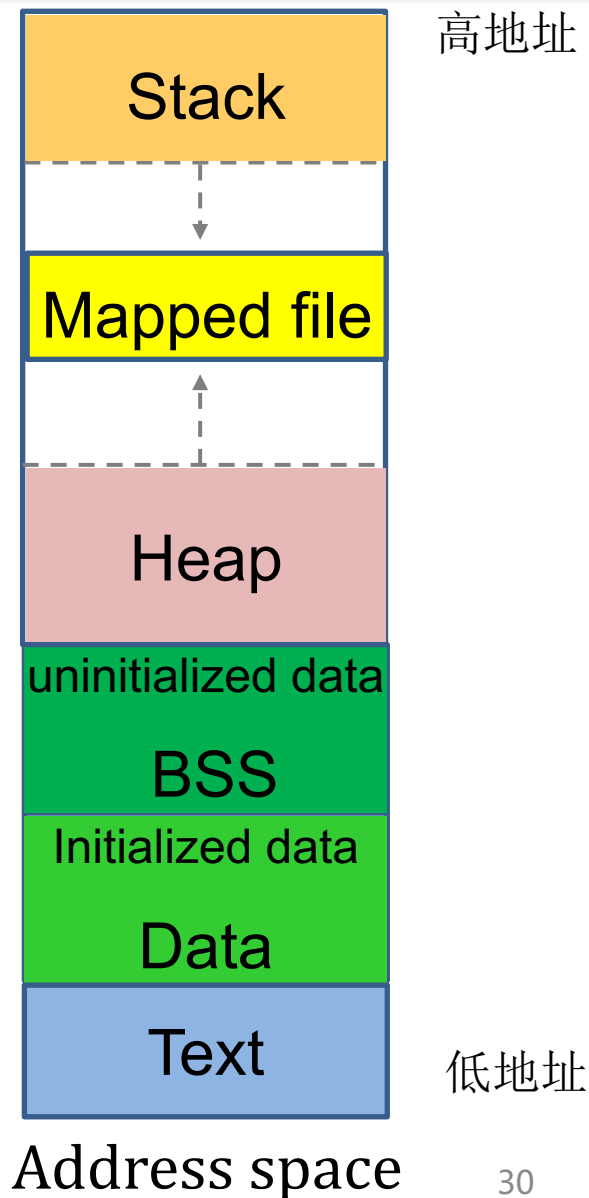 高地址
Stack
Mapped file
Heap
uninitialized data
BSS
Initialized data
Data
Text
低地址
Address space
30